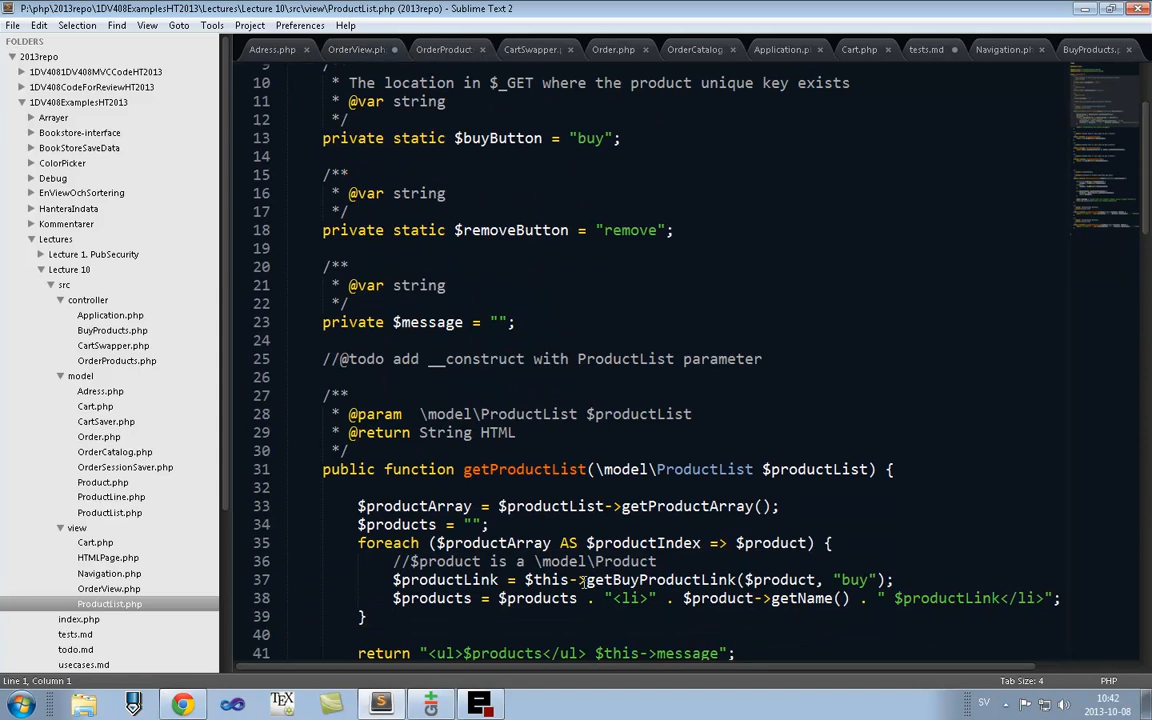 P:\php\2013repo\1DV408ExamplesHT2013\Lectures\Lecture 10\src\view\ProductList.php (2013repo) - Sublime Text 2
File Edit Selection Find View Goto Tools Project Preferences Help
FOLDERS
2013repo
1DV4081DV408MVCCodeHT2013
1DV408CodeForReviewHT2013
1DV408ExamplesHT2013
Arrayer
Bookstore-interface
BookStoreSaveData
ColorPicker
Debug
EnViewOchSortering
HanteraIndata
Kommentarer
Lectures
Lecture 1. PubSecurity
Lecture 10
src
controller
Application.php
BuyProducts.php
CartSwapper.php
OrderProducts.php
model
Adress.php
Cart.php
CartSaver.php
Order.php
OrderCatalog.php
OrderSessionSaver.php
Product.php
ProductLine.php
ProductList.php
view
Cart.php
HTMLPage.php
Navigation.php
OrderView.php
ProductList.php
index.php
tests.md
todo.md
usecases.md
Adress.php OrderView.ph OrderProduct CartSwapper. Order.php OrderCatalog. Application.p Cart.php tests.md Navigation.ph BuyProducts.
9 /**
10 * The location in $_GET where the product unique key exists
11 * @var string
12 */
13 private static $buyButton = "buy";
14
15 /**
16 * @var string
17 */
18 private static $removeButton = "remove";
19
20 /**
21 * @var string
22 */
23 private $message = "";
24
25 //@todo add __construct with ProductList parameter
26
27 /**
28 * @param \model\ProductList $productList
29 * @return String HTML
30 */
31 public function getProductList(\model\ProductList $productList) {
32
33 $productArray = $productList->getProductArray();
34 $products = "";
35 foreach ($productArray AS $productIndex => $product) {
36 //$product is a \model\Product
37 $productLink = $this->getBuyProductLink($product, "buy");
38 $products = $products . "<li>" . $product->getName() . " $productLink</li>";
39 }
40
41 return "<ul>$products</ul> $this->message";
Line 1, Column 1
Tab Size: 4 PHP
SV
10:42
2013-10-08